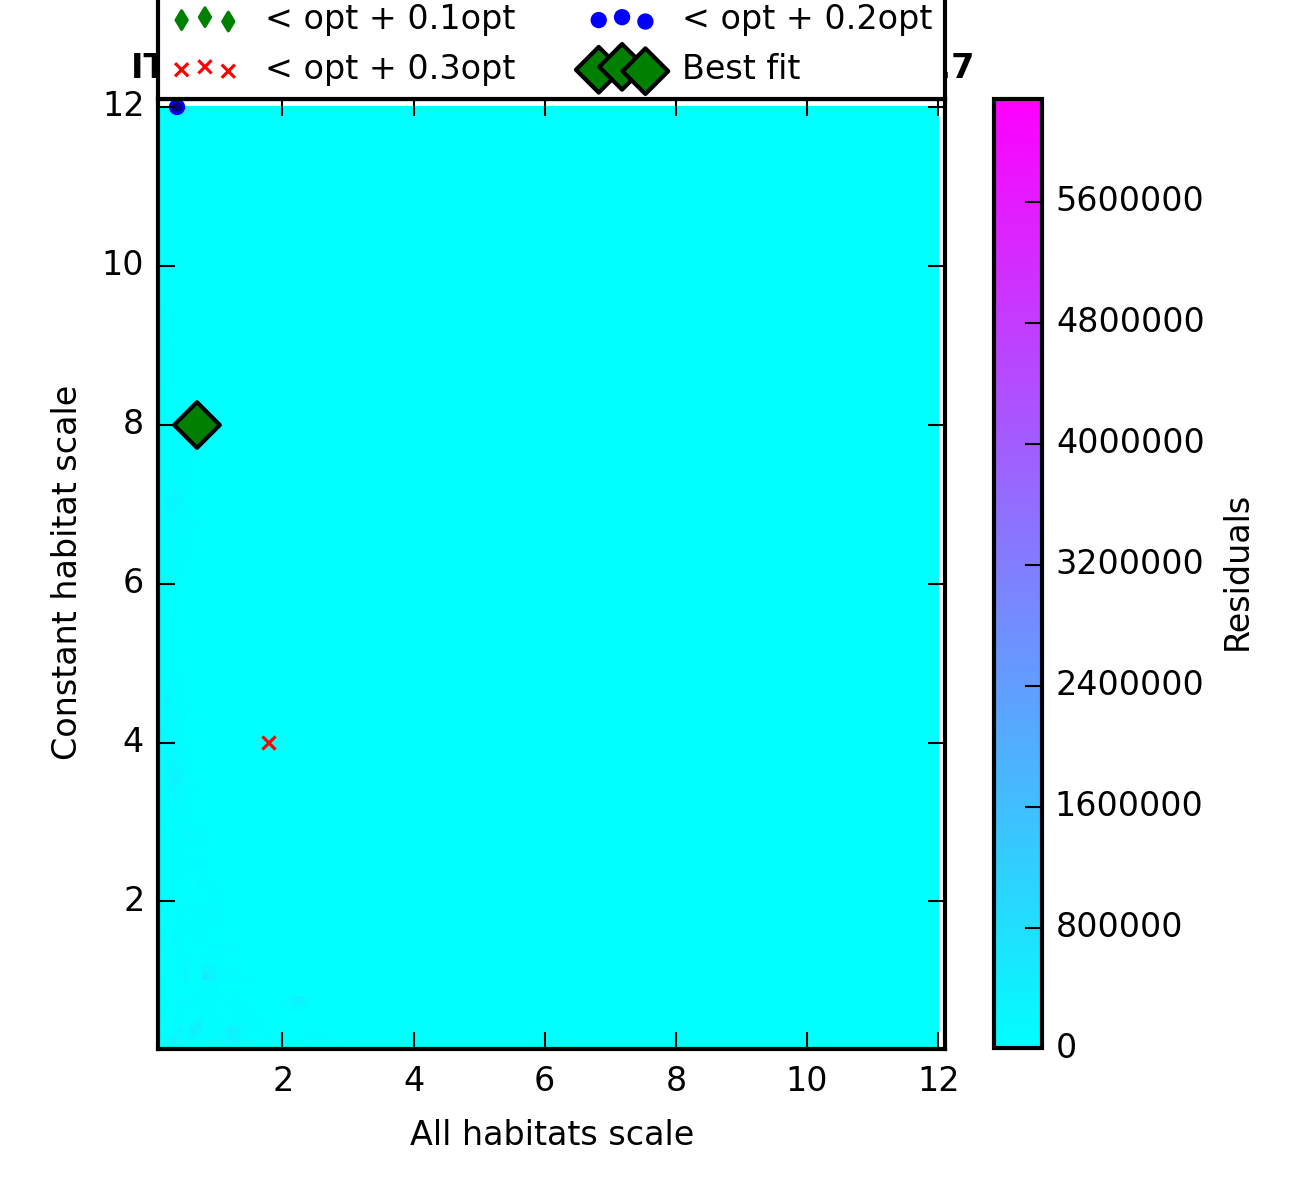 < opt + 0.1opt < opt + 0.2opt
< opt + 0.3opt Best fit
12
10
8
6
4
2
2 4 6 8 10 12
All habitats scale
Constant habitat scale
5600000
4800000
4000000
3200000
2400000
1600000
800000
0
Residuals